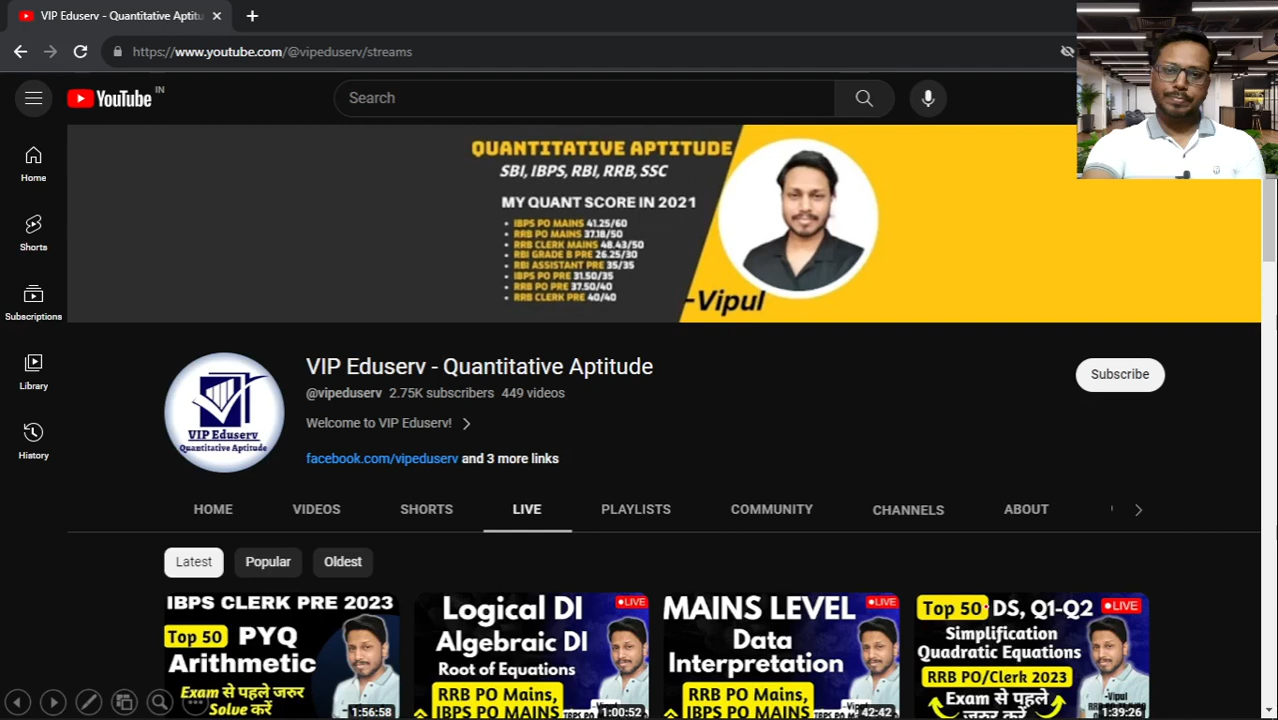 VIP Eduserv - Quantitative Aptitu
https://www.youtube.com/@vipeduserv/streams
YouTube IN
Search
Home
Shorts
Subscriptions
Library
History
QUANTITATIVE APTITUDE
SBI, IBPS, RBI, RRB, SSC
MY QUANT SCORE IN 2021
• IBPS PO MAINS 41.25/60
• RRB PO MAINS 37.18/50
• RRB CLERK MAINS 48.43/50
• RBI GRADE B PRE 26.25/30
• RBI ASSISTANT PRE 35/35
• IBPS PO PRE 31.50/35
• RRB PO PRE 37.50/40
• RRB CLERK PRE 40/40
-Vipul
VIP Eduserv
Quantitative Aptitude
VIP Eduserv - Quantitative Aptitude
@vipeduserv 2.75K subscribers 449 videos
Welcome to VIP Eduserv!
facebook.com/vipeduserv and 3 more links
Subscribe
HOME VIDEOS SHORTS LIVE PLAYLISTS COMMUNITY CHANNELS ABOUT
Latest Popular Oldest
IBPS CLERK PRE 2023
Top 50 PYQ
Arithmetic
Exam से पहले जरुर
Solve करें
1:56:58
LIVE
Logical DI
Algebraic DI
Root of Equations
RRB PO Mains,
IBPS PO MAINS
1:00:52
LIVE
MAINS LEVEL
Data
Interpretation
RRB PO Mains,
IBPS PO MAINS
42:42
Top 50 DS, Q1-Q2
LIVE
Simplification
Quadratic Equations
RRB PO/Clerk 2023
Exam से पहले
-Vipul
1:39:26